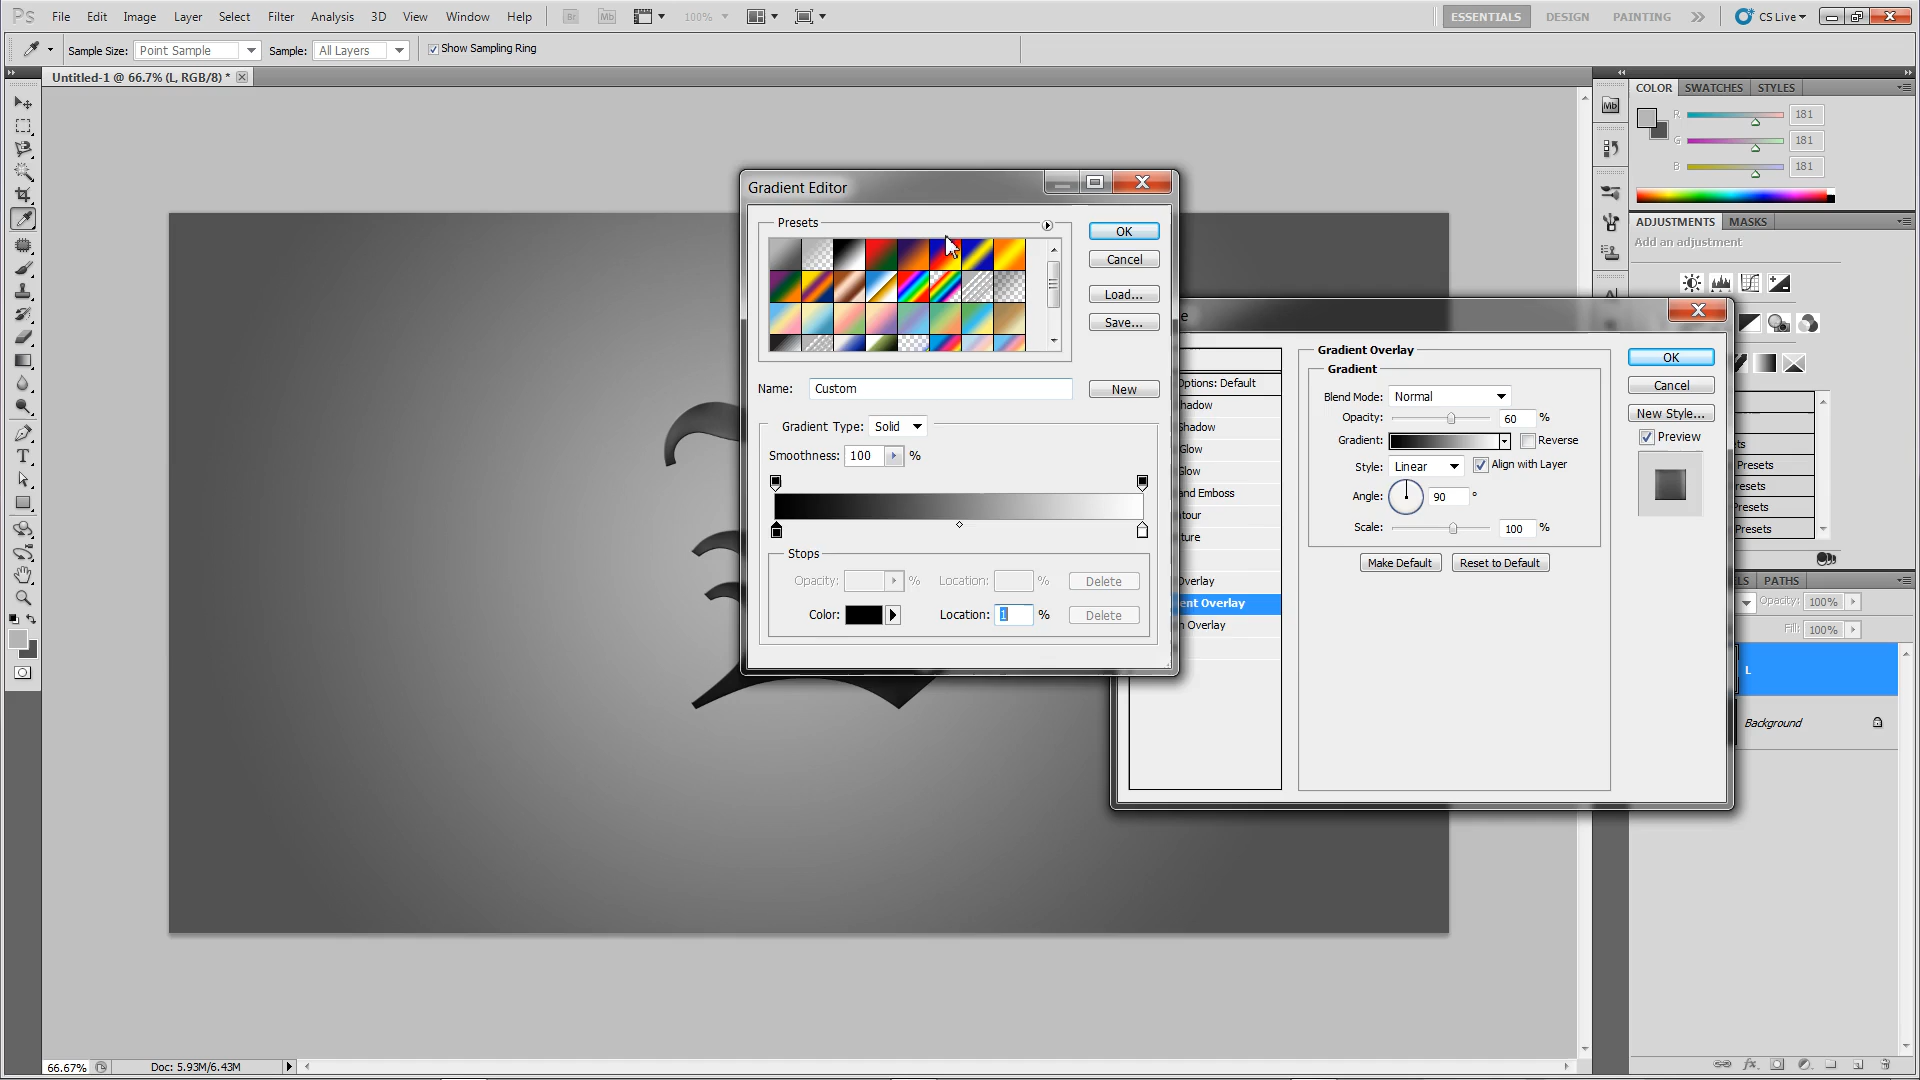 Ps File Edit Image Layer Select Filter Analysis 3D View Window Help Br Mb 100% ESSENTIALS DESIGN PAINTING CS Live
Sample Size: Point Sample Sample: All Layers Show Sampling Ring
Untitled-1 @ 66.7% (L, RGB/8) *
COLOR SWATCHES STYLES
Mb
R 181
G 181
B 181
ADJUSTMENTS MASKS
Add an adjustment
Gradient Editor
Presets
OK
Cancel
Load...
Save...
Name: Custom New
Gradient Type: Solid
Smoothness: 100 %
Stops
Opacity: % Location: % Delete
Color: Location: 1 % Delete
e
Options: Default
hadow
Shadow
Glow
Glow
and Emboss
tour
ture
Overlay
ent Overlay
n Overlay
Gradient Overlay
Gradient
Blend Mode: Normal
Opacity: 60 %
Gradient: Reverse
Style: Linear Align with Layer
Angle: 90 °
Scale: 100 %
Make Default Reset to Default
OK
Cancel
New Style...
Preview
ts
Presets
resets
Presets
Presets
LS PATHS
Opacity: 100%
Fill: 100%
L
Background
66.67% Doc: 5.93M/6.43M
fx